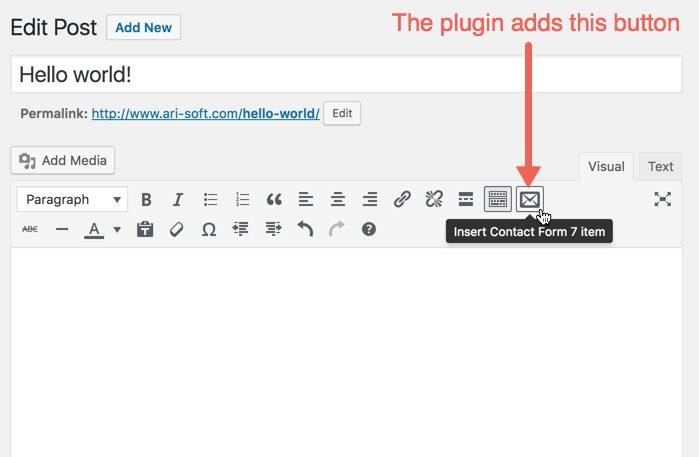 The plugin adds this button
Edit Post Add New
Hello world!
Permalink: http://www.ari-soft.com/hello-world/ Edit
Add Media
Visual Text
Paragraph B I
Insert Contact Form 7 item
ABC A Ω ?